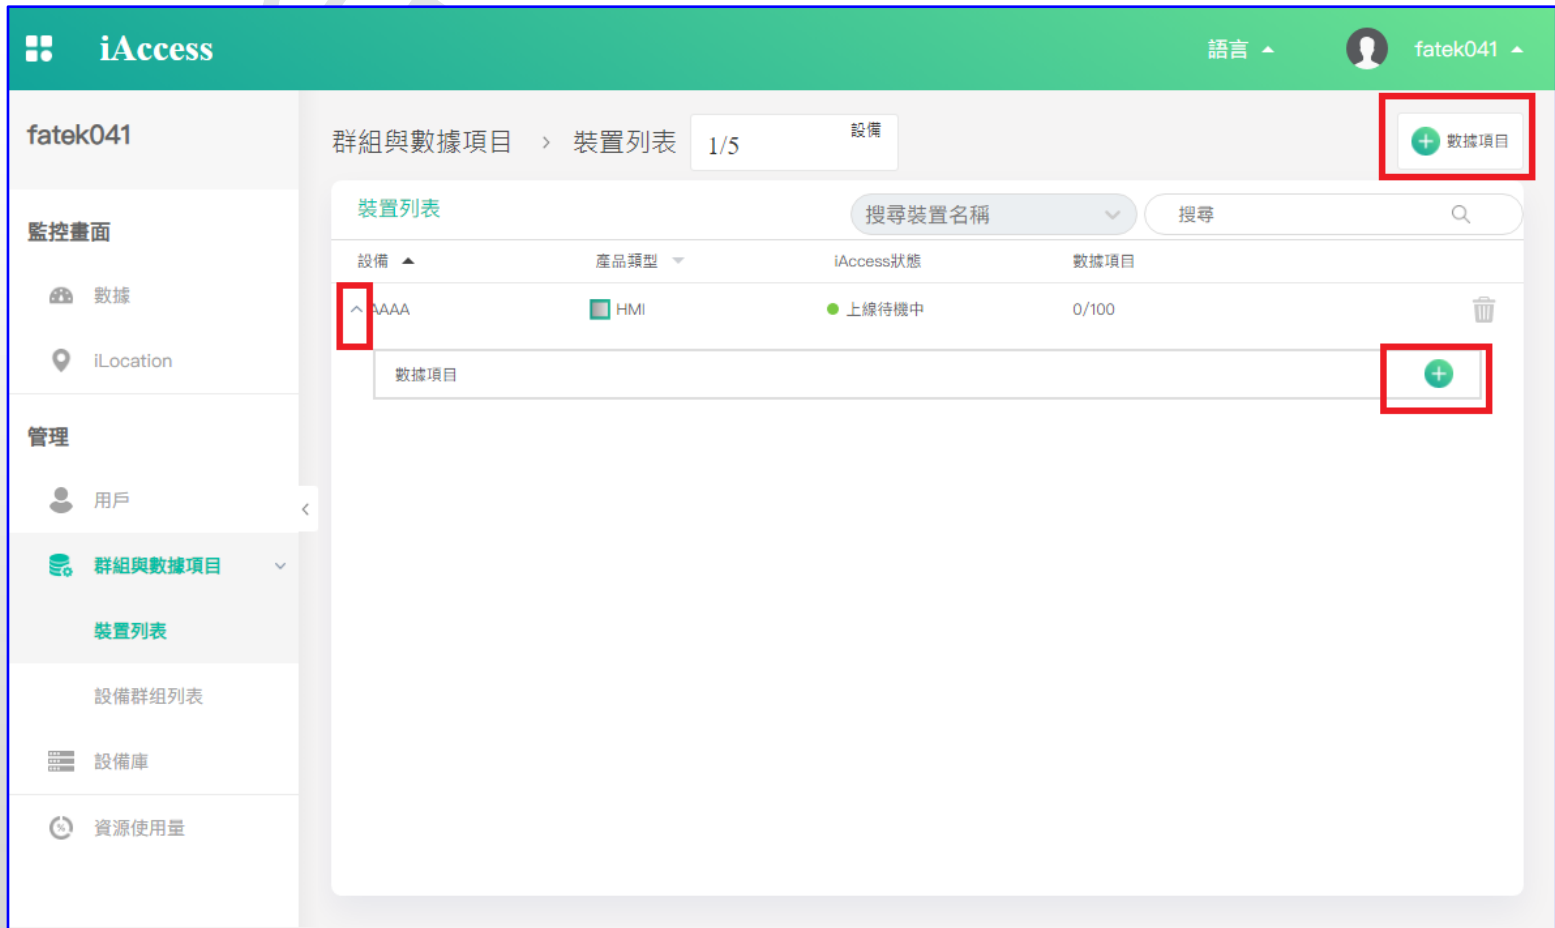 iAccess
語言
fatek041
fatek041
群組與數據項目 > 裝置列表 1/5 設備
數據項目
監控畫面
數據
iLocation
管理
用戶
群組與數據項目
裝置列表
設備群组列表
設備庫
資源使用量
裝置列表
搜尋裝置名稱
搜尋
設備 產品類型 iAccess狀態 數據項目
AAAA HMI 上線待機中 0/100
數據項目